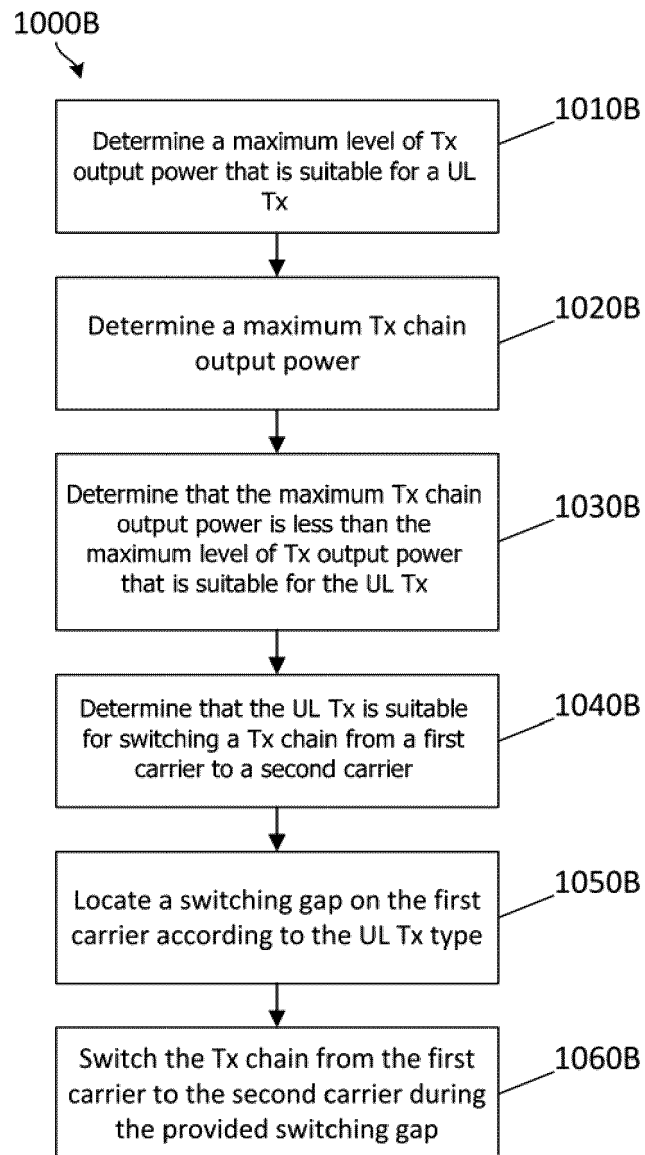 1000B
1010B
Determine a maximum level of Tx
output power that is suitable for a UL
Tx
1020B
Determine a maximum Tx chain
output power
1030B
Determine that the maximum Tx chain
output power is less than the
maximum level of Tx output power
that is suitable for the UL Tx
1040B
Determine that the UL Tx is suitable
for switching a Tx chain from a first
carrier to a second carrier
1050B
Locate a switching gap on the first
carrier according to the UL Tx type
1060B
Switch the Tx chain from the first
carrier to the second carrier during
the provided switching gap